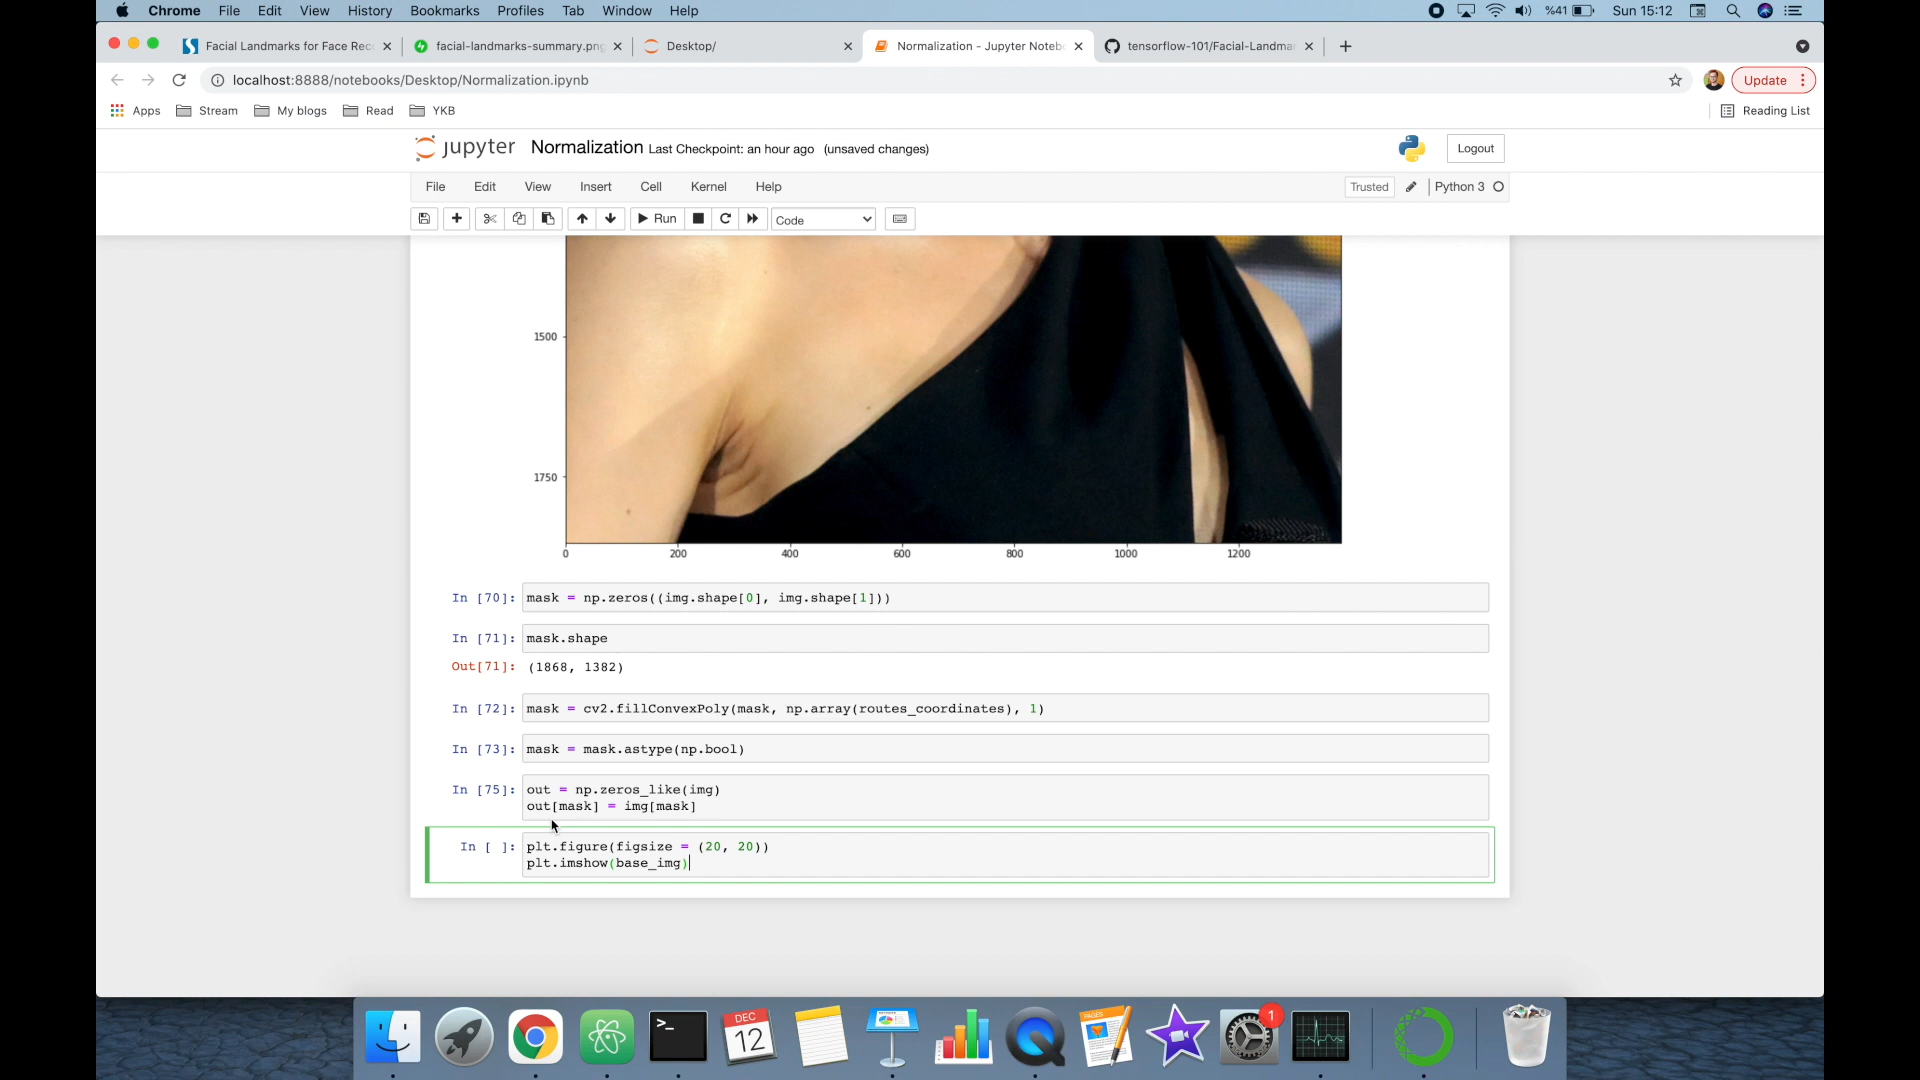 Chrome File Edit View History Bookmarks Profiles Tab Window Help %41 Sun 15:12
Facial Landmarks for Face Rec facial-landmarks-summary.png Desktop/ Normalization - Jupyter Noteb tensorflow-101/Facial-Landma
localhost:8888/notebooks/Desktop/Normalization.ipynb Update
Apps Stream My blogs Read YKB Reading List
jupyter Normalization Last Checkpoint: an hour ago (unsaved changes) Logout
File Edit View Insert Cell Kernel Help Trusted Python 3
Run Code
1500
1750
0 200 400 600 800 1000 1200
In [70]: mask = np.zeros((img.shape[0], img.shape[1]))
In [71]: mask.shape
Out[71]: (1868, 1382)
In [72]: mask = cv2.fillConvexPoly(mask, np.array(routes_coordinates), 1)
In [73]: mask = mask.astype(np.bool)
In [75]: out = np.zeros_like(img)
out[mask] = img[mask]
In [ ]: plt.figure(figsize = (20, 20))
plt.imshow(base_img)
DEC
12
PAGES
1